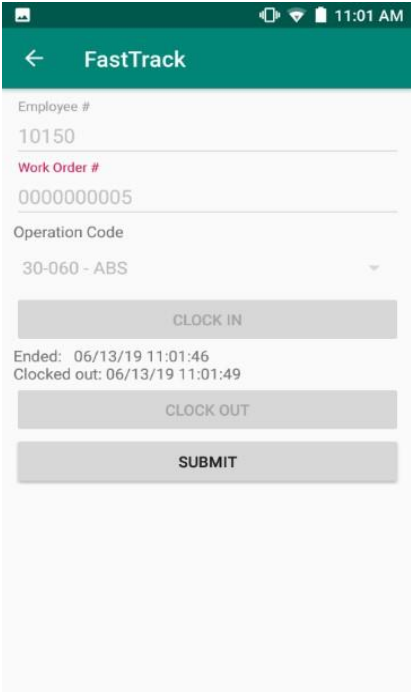 11:01 AM
FastTrack
Employee #
10150
Work Order #
0000000005
Operation Code
30-060 - ABS
CLOCK IN
Ended: 06/13/19 11:01:46
Clocked out: 06/13/19 11:01:49
CLOCK OUT
SUBMIT